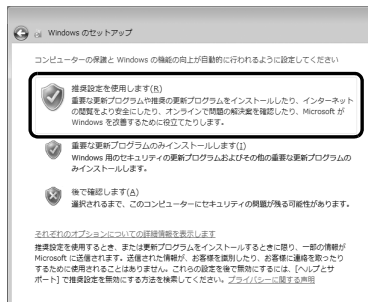 Windows のセットアップ
コンピューターの保護と Windows の機能の向上が自動的に行われるように設定してください
推奨設定を使用します(R)
重要な更新プログラムや推奨の更新プログラムをインストールしたり、インターネット
の閲覧をより安全にしたり、オンラインで問題の解決策を確認したり、Microsoft が
Windows を改善するために役立てたりします。
重要な更新プログラムのみインストールします(I)
Windows 用のセキュリティの更新プログラムおよびその他の重要な更新プログラムの
みインストールします。
後で確認します(A)
選択されるまで、このコンピューターにセキュリティの問題が残る可能性があります。
それぞれのオプションについての詳細情報を表示します
推奨設定を使用するとき、または更新プログラムをインストールするときに限り、一部の情報が
Microsoft に送信されます。送信された情報が、お客様を識別したり、お客様に連絡を取ったり
するために使用されることはありません。これらの設定を後で無効にするには、[ヘルプとサ
ポート] で推奨設定を無効にする方法を検索してください。プライバシーに関する声明